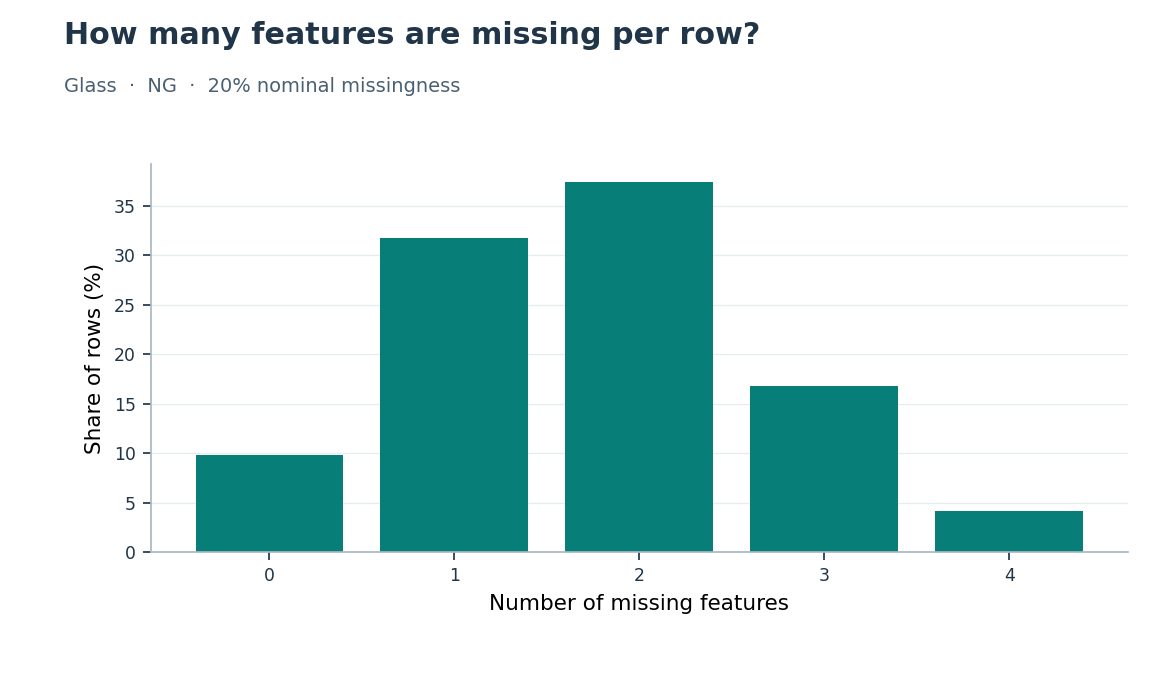 How many features are missing per row?
Glass · NG · 20% nominal missingness
Share of rows (%)
35
30
25
20
15
10
5
0
0 1 2 3 4
Number of missing features